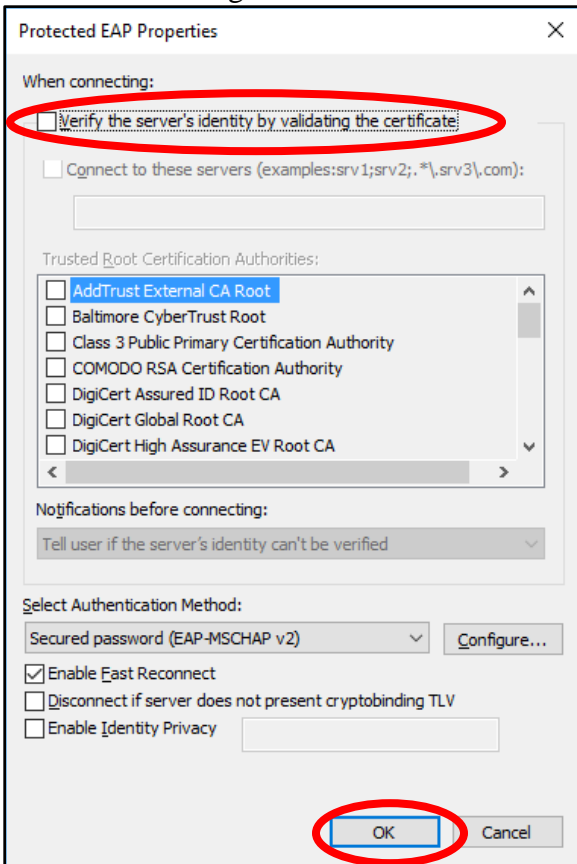 Protected EAP Properties
When connecting:
Verify the server's identity by validating the certificate
Connect to these servers (examples:srv1;srv2;.*\.srv3\.com):
Trusted Root Certification Authorities:
AddTrust External CA Root
Baltimore CyberTrust Root
Class 3 Public Primary Certification Authority
COMODO RSA Certification Authority
DigiCert Assured ID Root CA
DigiCert Global Root CA
DigiCert High Assurance EV Root CA
Notifications before connecting:
Tell user if the server's identity can't be verified
Select Authentication Method:
Secured password (EAP-MSCHAP v2) Configure...
Enable Fast Reconnect
Disconnect if server does not present cryptobinding TLV
Enable Identity Privacy
OK Cancel